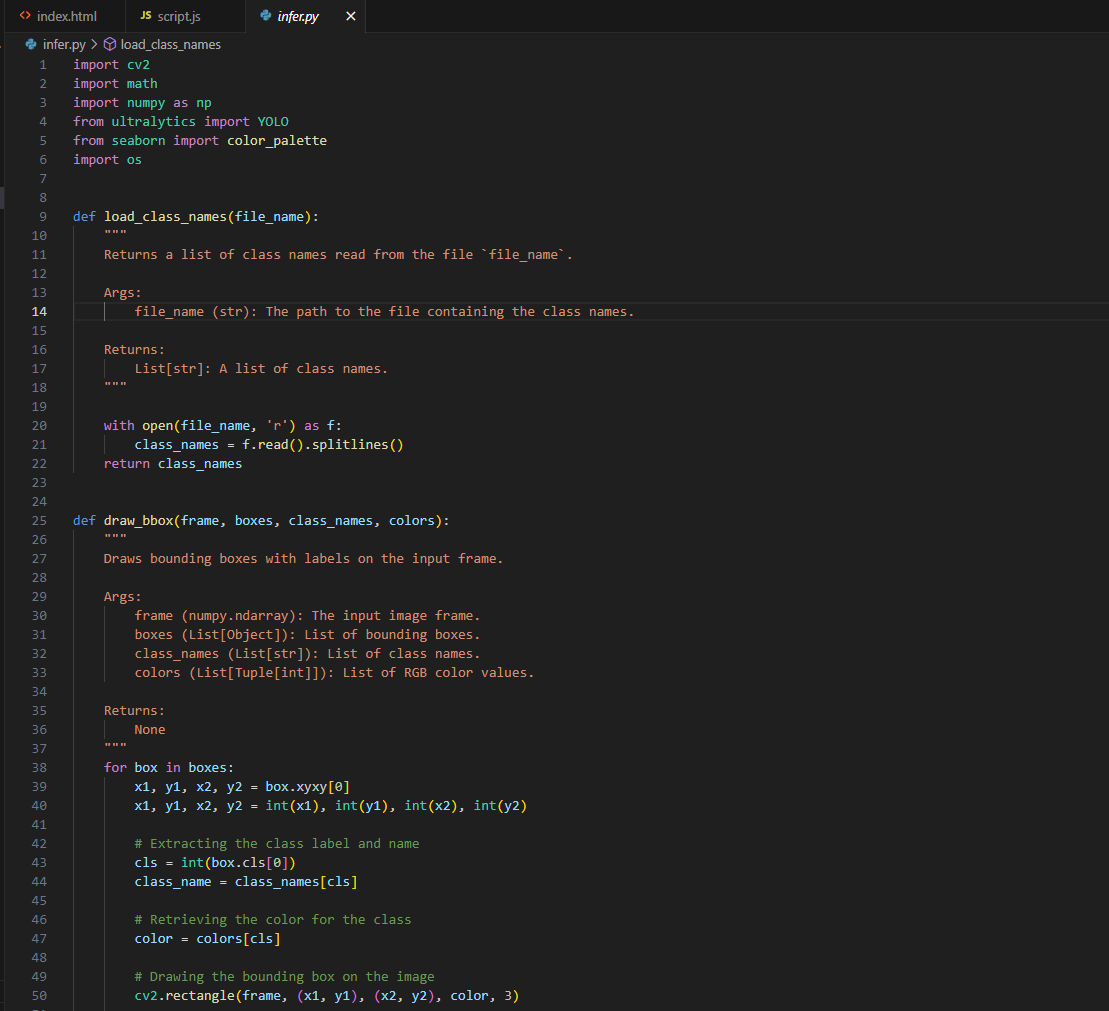 index.html JS script.js infer.py
infer.py > load_class_names
1 import cv2
2 import math
3 import numpy as np
4 from ultralytics import YOLO
5 from seaborn import color_palette
6 import os
7
8
9 def load_class_names(file_name):
10     """
11     Returns a list of class names read from the file `file_name`.
12
13     Args:
14         file_name (str): The path to the file containing the class names.
15
16     Returns:
17         List[str]: A list of class names.
18     """
19
20     with open(file_name, 'r') as f:
21         class_names = f.read().splitlines()
22     return class_names
23
24
25 def draw_bbox(frame, boxes, class_names, colors):
26     """
27     Draws bounding boxes with labels on the input frame.
28
29     Args:
30         frame (numpy.ndarray): The input image frame.
31         boxes (List[Object]): List of bounding boxes.
32         class_names (List[str]): List of class names.
33         colors (List[Tuple[int]]): List of RGB color values.
34
35     Returns:
36         None
37     """
38     for box in boxes:
39         x1, y1, x2, y2 = box.xyxy[0]
40         x1, y1, x2, y2 = int(x1), int(y1), int(x2), int(y2)
41
42         # Extracting the class label and name
43         cls = int(box.cls[0])
44         class_name = class_names[cls]
45
46         # Retrieving the color for the class
47         color = colors[cls]
48
49         # Drawing the bounding box on the image
50         cv2.rectangle(frame, (x1, y1), (x2, y2), color, 3)